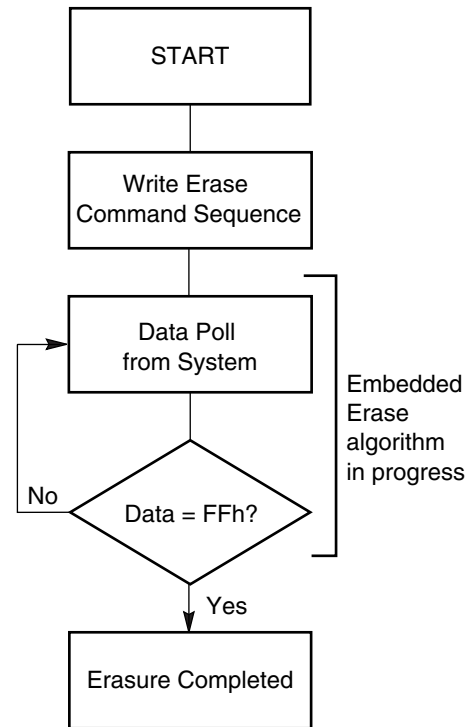 START
Write Erase
Command Sequence
Data Poll
from System
Embedded
Erase
algorithm
in progress
No
Data = FFh?
Yes
Erasure Completed